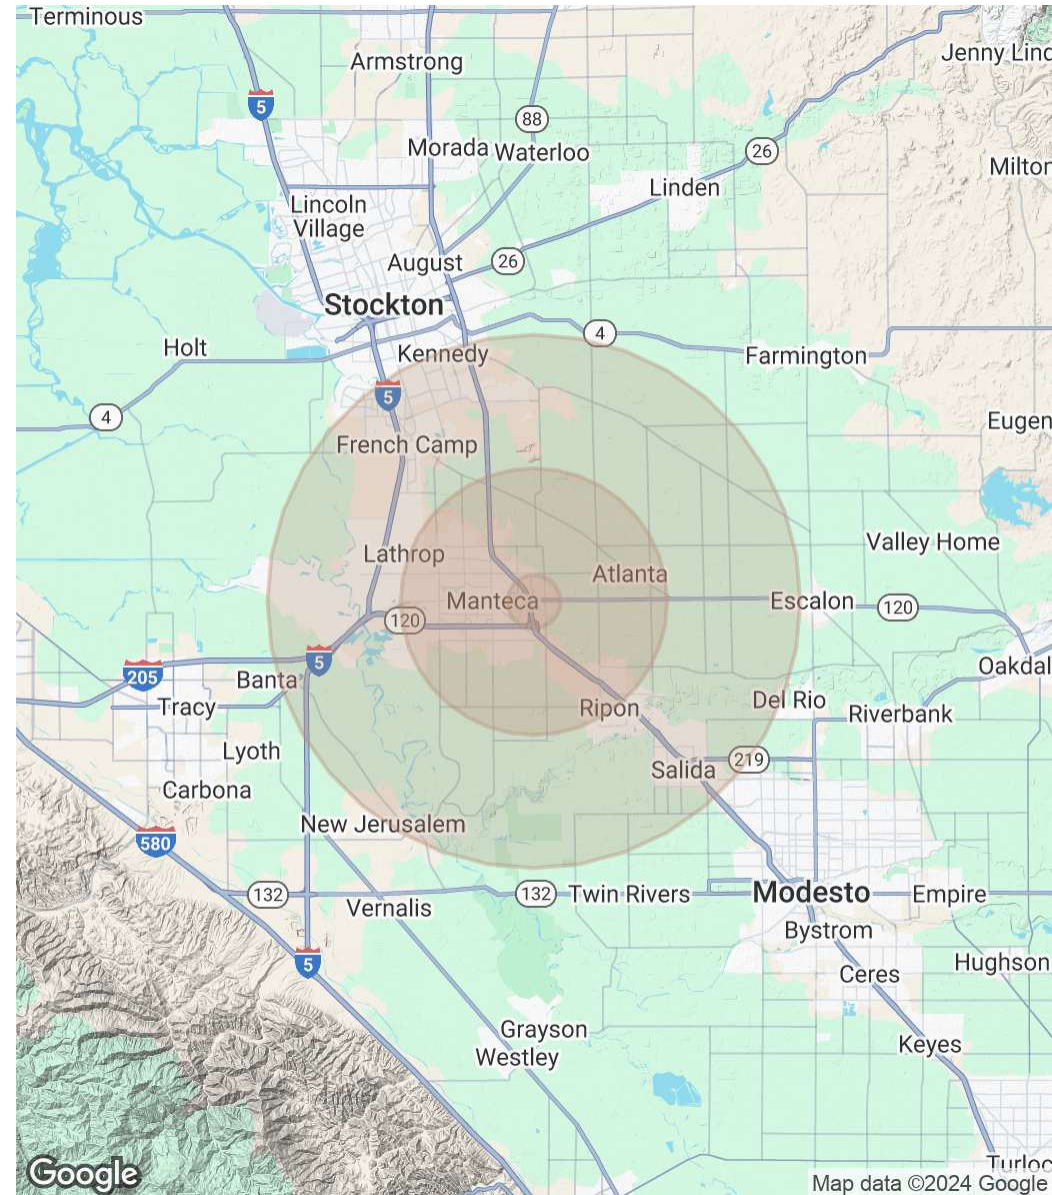 Terminous
Jenny Lind
Armstrong
5
88
Morada
Waterloo
26
Milton
Linden
Lincoln
Village
August
26
Stockton
4
Holt
Kennedy
Farmington
5
4
Eugen
French Camp
Valley Home
Lathrop
Atlanta
Manteca
Escalon
120
120
5
Oakdal
205
Banta
Del Rio
Tracy
Ripon
Riverbank
Lyoth
219
Salida
Carbona
New Jerusalem
580
132
132
Twin Rivers
Modesto
Empire
Vernalis
Bystrom
5
Hughson
Ceres
Grayson
Keyes
Westley
Turloc
Google
Map data ©2024 Google